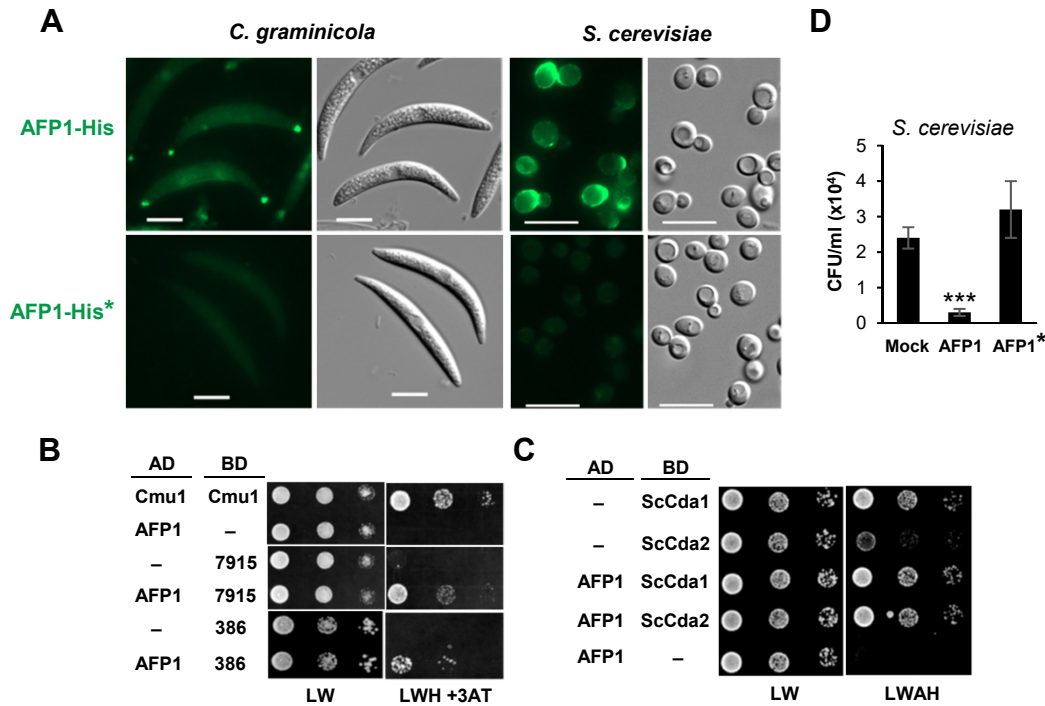 A
C. graminicola
S. cerevisiae
AFP1-His
AFP1-His*
D
S. cerevisiae
CFU/ml (x10⁴)
5
4
3
2
1
0
***
Mock AFP1 AFP1*
B
AD BD
Cmu1 Cmu1
AFP1 –
– 7915
AFP1 7915
– 386
AFP1 386
LW LWH +3AT
C
AD BD
– ScCda1
– ScCda2
AFP1 ScCda1
AFP1 ScCda2
AFP1 –
LW LWAH